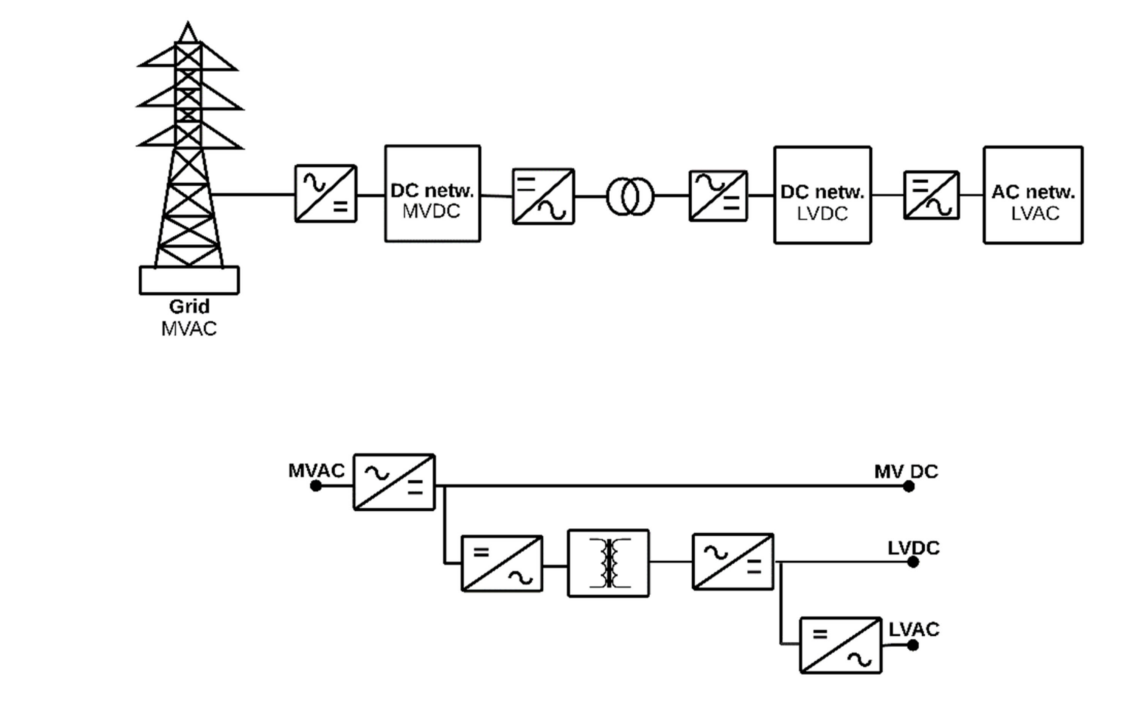 DC netw.
MVDC
DC netw.
LVDC
AC netw.
LVAC
Grid
MVAC
MVAC
MV DC
LVDC
LVAC